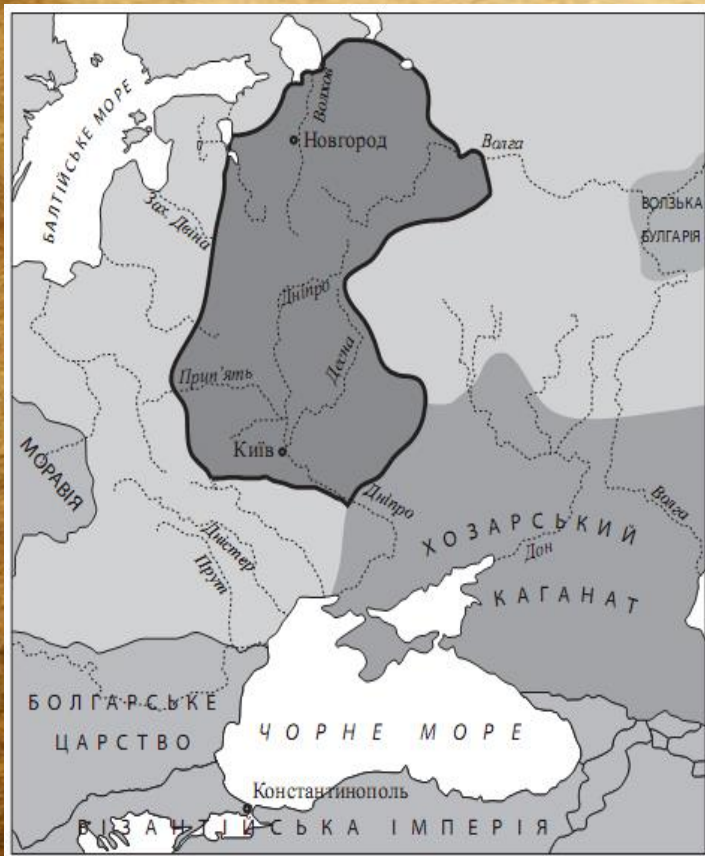 БАЛТІЙСЬКЕ МОРЕ
Волхов
Новгород
Волга
ВОЛЗЬКА
БУЛГАРІЯ
Зах. Двіна
Дніпро
Десна
Прип'ять
Київ
МОРАВІЯ
Дніпро
Волга
ХОЗАРСЬКИЙ
Дон
КАГАНАТ
Дністер
Прут
БОЛГАРСЬКЕ
ЦАРСТВО
ЧОРНЕ МОРЕ
Константинополь
ВІЗАНТІЙСЬКА ІМПЕРІЯ